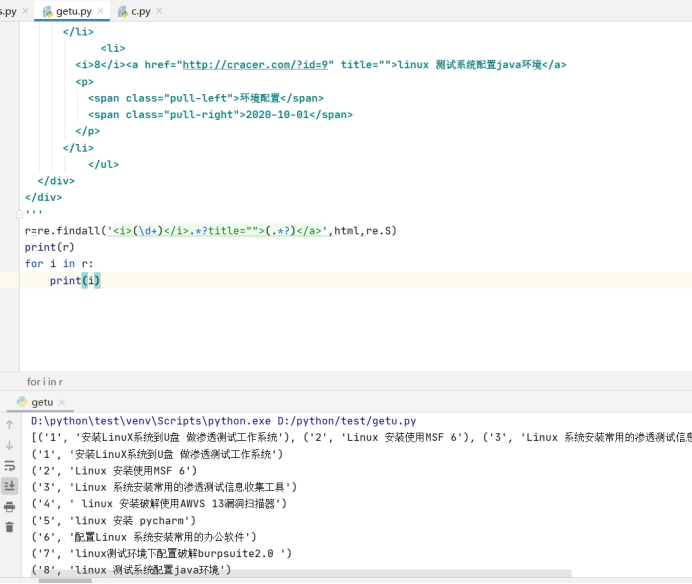 s.py × getu.py × c.py ×
</li>
<li>
<i>8</i><a href="http://cracer.com/?id=9" title="">linux 测试系统配置java环境</a>
<p>
<span class="pull-left">环境配置</span>
<span class="pull-right">2020-10-01</span>
</p>
</li>
</ul>
</div>
</div>
'''
r=re.findall('<i>(\d+)</i>.*?title="">(.*?)</a>',html,re.S)
print(r)
for i in r:
print(i)
for i in r
getu ×
D:\python\test\venv\Scripts\python.exe D:/python/test/getu.py
[('1', '安装LinuX系统到U盘 做渗透测试工作系统'), ('2', 'Linux 安装使用MSF 6'), ('3', 'Linux 系统安装常用的渗透测试信息
('1', '安装LinuX系统到U盘 做渗透测试工作系统')
('2', 'Linux 安装使用MSF 6')
('3', 'Linux 系统安装常用的渗透测试信息收集工具')
('4', ' linux 安装破解使用AWVS 13漏洞扫描器')
('5', 'linux 安装 pycharm')
('6', '配置Linux 系统安装常用的办公软件')
('7', 'linux测试环境下配置破解burpsuite2.0 ')
('8', 'linux 测试系统配置java环境')